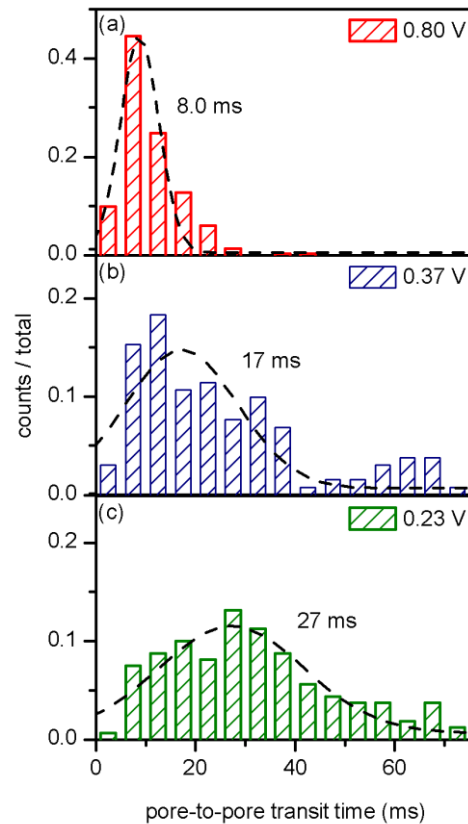 (a)
0.80 V
0.4
8.0 ms
0.2
0.0
(b)
0.37 V
0.2
17 ms
0.1
0.0
counts / total
(c)
0.23 V
0.2
27 ms
0.1
0.0
0 20 40 60
pore-to-pore transit time (ms)